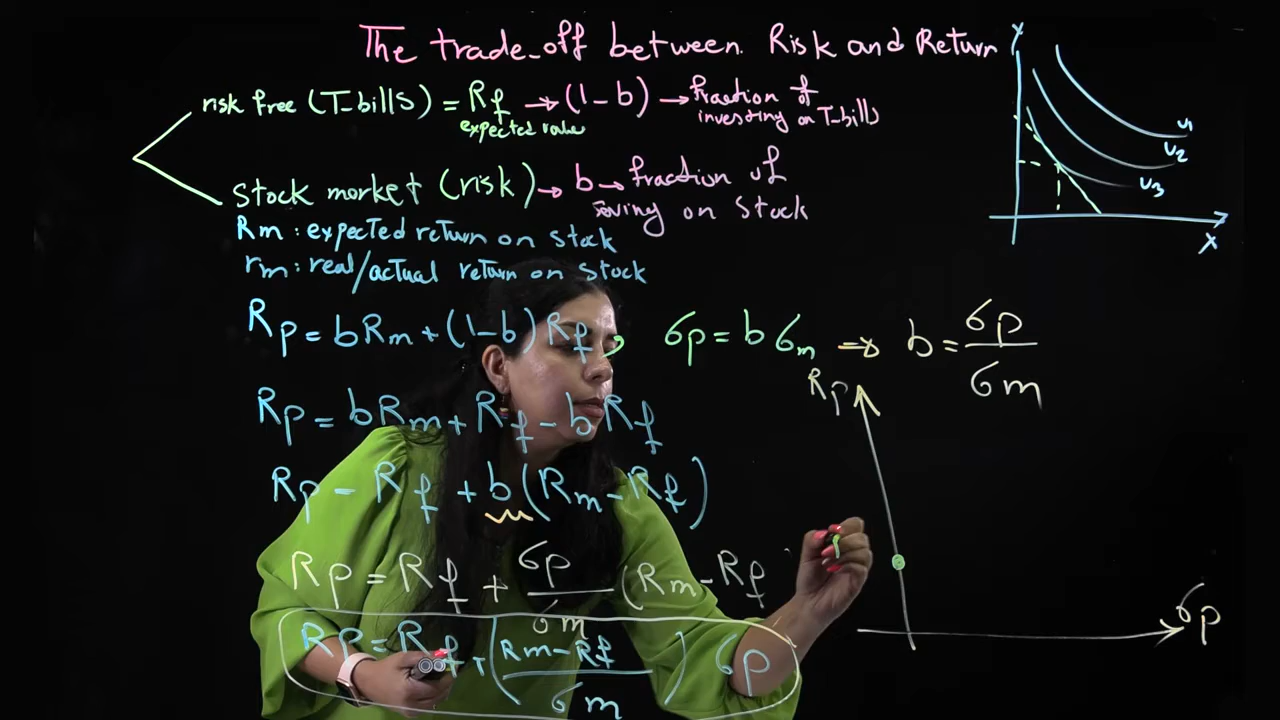 The trade-off between Risk and Return
risk free (T-bills) = Rf → (1-b) → fraction of
expected value
investing on T-bills
Stock market (risk) → b → fraction of
saving on Stock
Rm : expected return on stock
rm : real/actual return on stock
Rp = bRm + (1-b) Rf , σp = b σm → b = σp/σm
Rp = bRm + Rf - bRf
Rp - Rf + b(Rm - Rf)
Rp = Rf + σp/σm (Rm - Rf
Rp = Rf + (Rm - Rf/σm) σp
Y
U1
U2
U3
X
Rp
σp